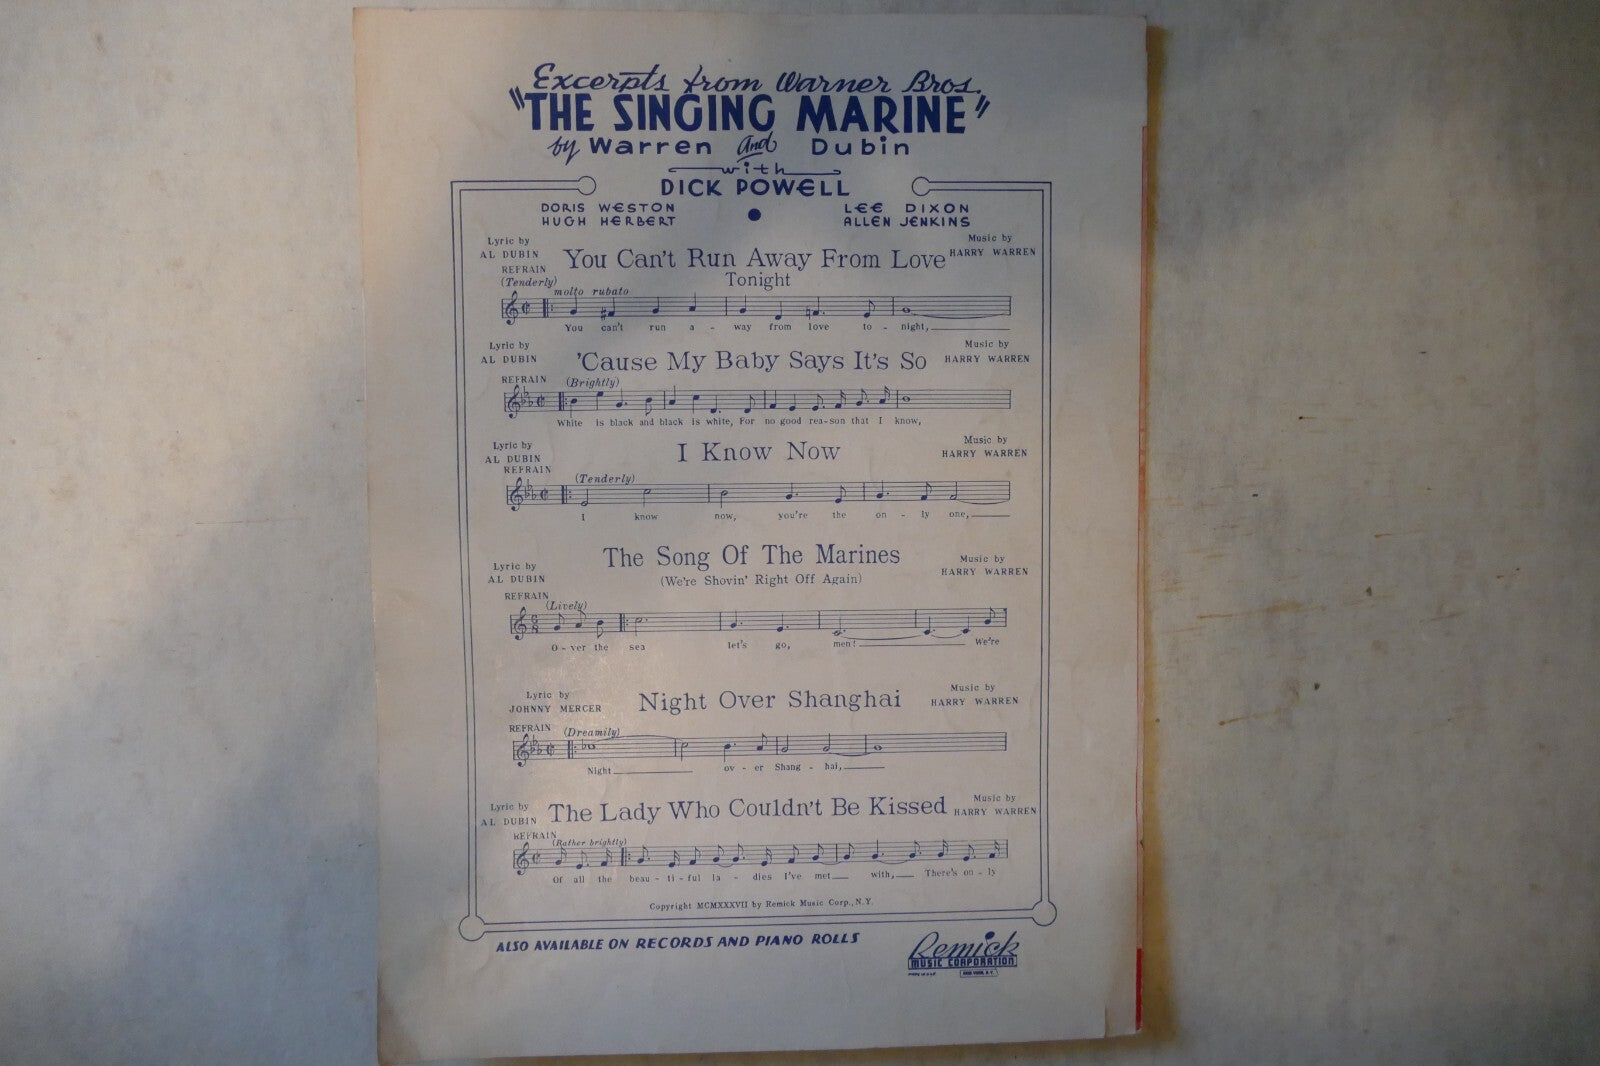 Excerpts from Warner Bros.
"THE SINGING MARINE"
by Warren and Dubin
with
DICK POWELL
DORIS WESTON LEE DIXON
HUGH HERBERT ALLEN JENKINS
Lyric by
AL DUBIN
You Can't Run Away From Love
Tonight
Music by
HARRY WARREN
REFRAIN
(Tenderly)
molto rubato
You can't run a - way from love to - night,
Lyric by
AL DUBIN
'Cause My Baby Says It's So
Music by
HARRY WARREN
REFRAIN (Brightly)
White is black and black is white, For no good rea-son that I know,
Lyric by
AL DUBIN
I Know Now
Music by
HARRY WARREN
REFRAIN
(Tenderly)
I know now, you're the on - ly one,
Lyric by
AL DUBIN
The Song Of The Marines
(We're Shovin' Right Off Again)
Music by
HARRY WARREN
REFRAIN
(Lively)
O - ver the sea let's go, men! We're
Lyric by
JOHNNY MERCER
Night Over Shanghai
Music by
HARRY WARREN
REFRAIN (Dreamily)
Night ov - er Shang - hai,
Lyric by
AL DUBIN
The Lady Who Couldn't Be Kissed
Music by
HARRY WARREN
REFRAIN
(Rather brightly)
Of all the beau - ti - ful la - dies I've met with, There's on - ly
Copyright MCMXXXVII by Remick Music Corp., N.Y.
ALSO AVAILABLE ON RECORDS AND PIANO ROLLS
Remick
MUSIC CORPORATION
NEW YORK, N.Y.